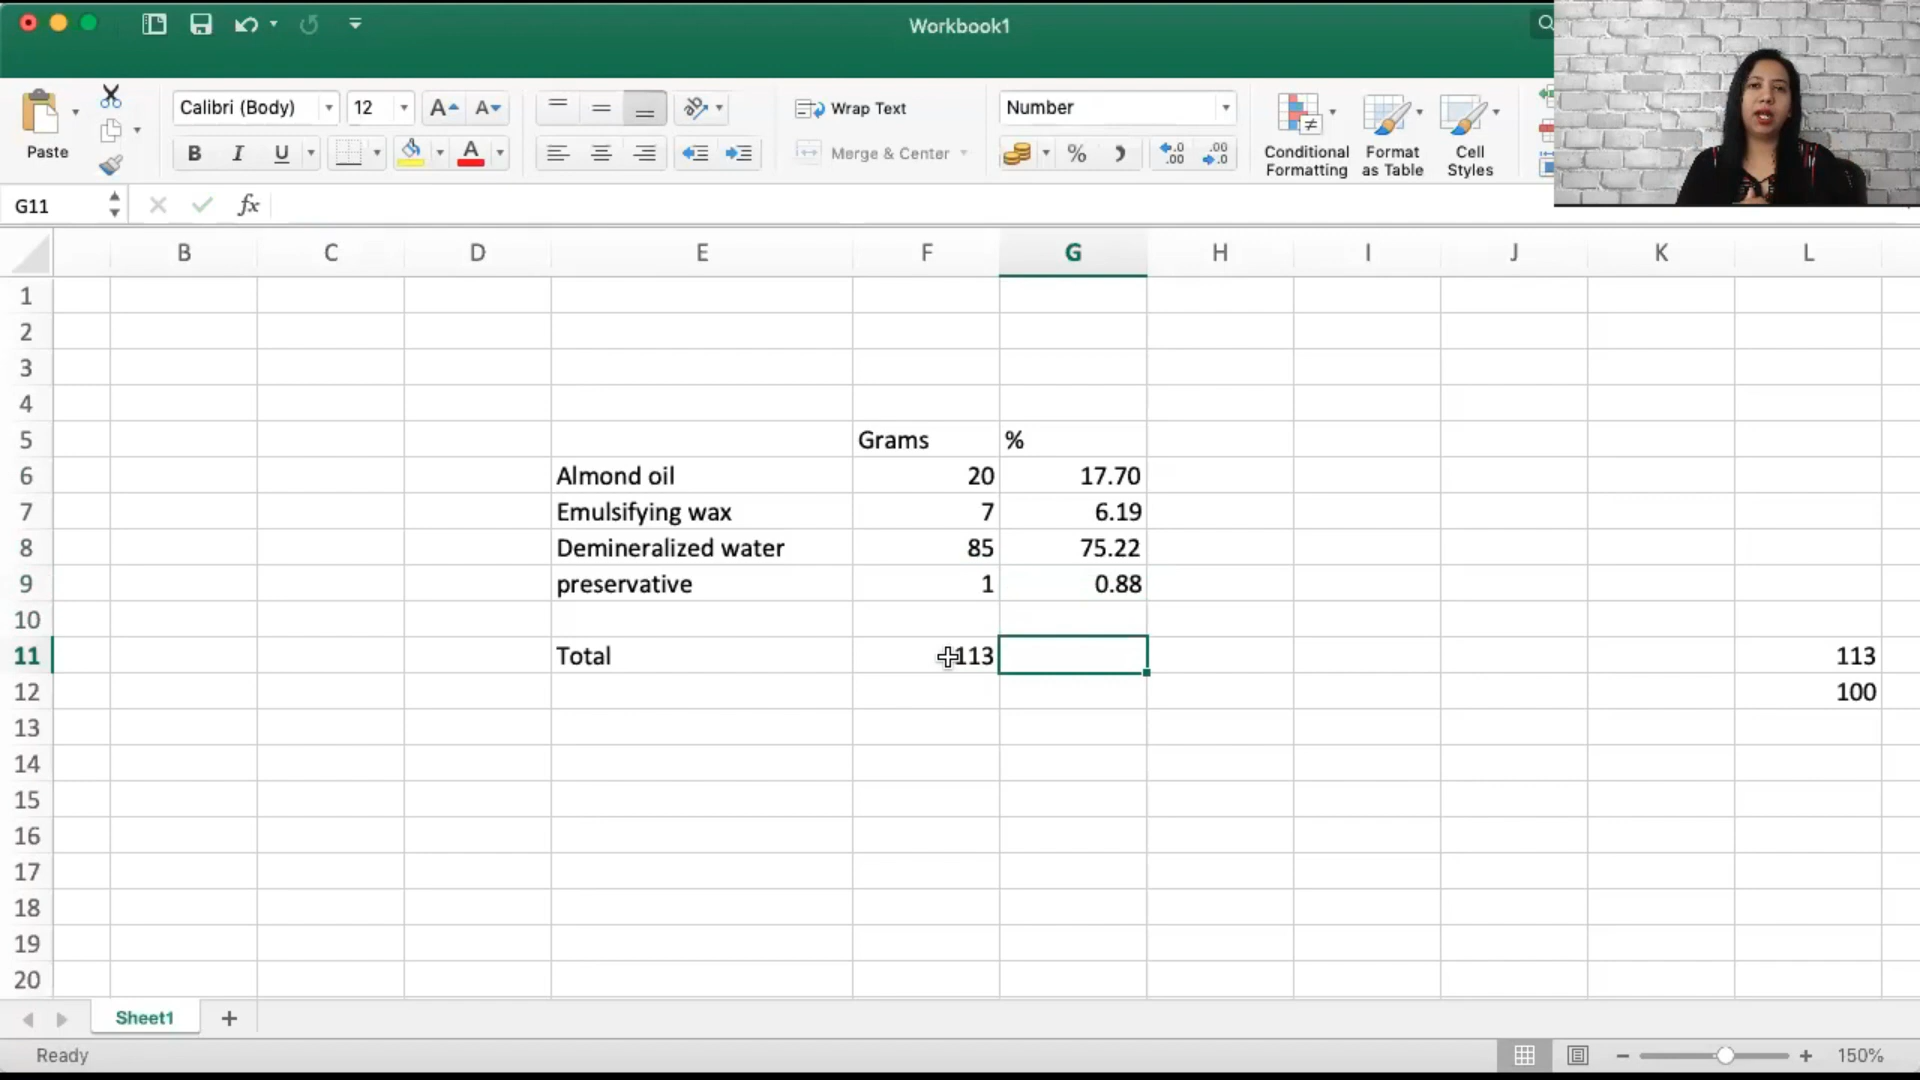 Workbook1
Paste
Calibri (Body)
12
A
A
B
I
U
A
ab
Wrap Text
Merge & Center
Number
%
Conditional
Formatting
Format
as Table
Cell
Styles
G11
fx
B C D E F G H I J K L
1
2
3
4
5 Grams %
6 Almond oil 20 17.70
7 Emulsifying wax 7 6.19
8 Demineralized water 85 75.22
9 preservative 1 0.88
10
11 Total 113 113
12 100
13
14
15
16
17
18
19
20
Sheet1 +
Ready
150%